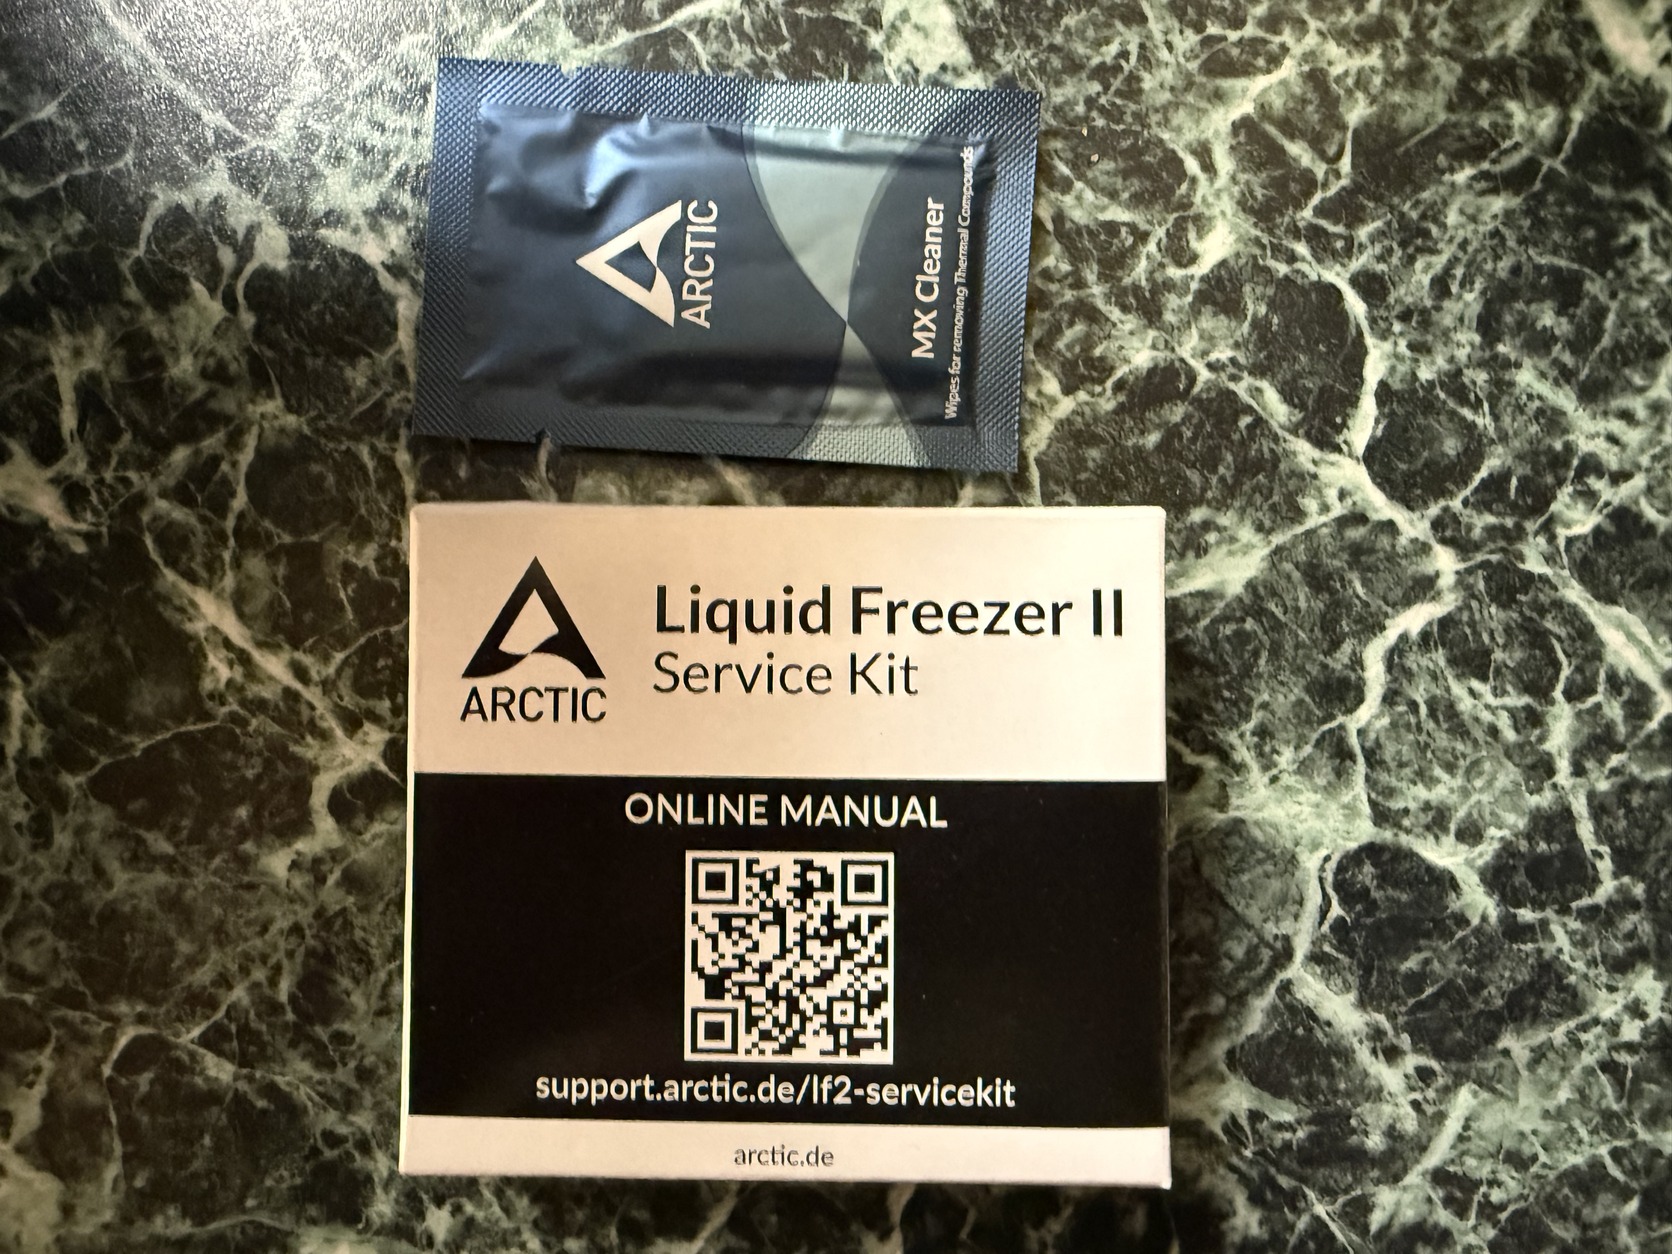 ARCTIC
MX Cleaner
Wipes for removing Thermal Compounds
ARCTIC
Liquid Freezer II
Service Kit
ONLINE MANUAL
support.arctic.de/lf2-servicekit
arctic.de